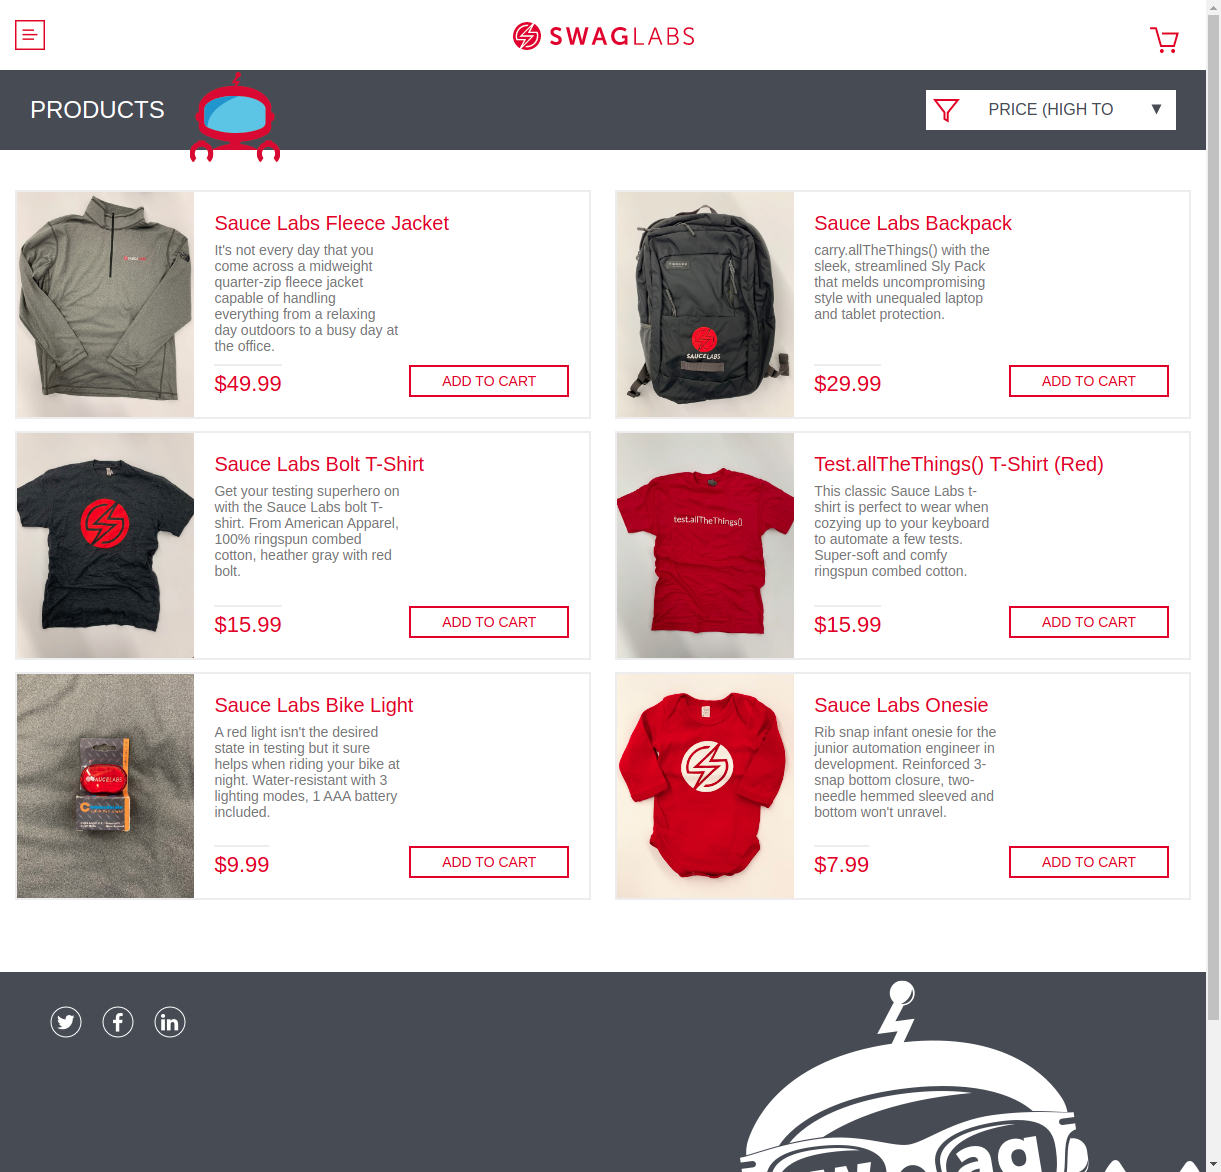 SWAGLABS
PRODUCTS
PRICE (HIGH TO
Sauce Labs Fleece Jacket
It's not every day that you
come across a midweight
quarter-zip fleece jacket
capable of handling
everything from a relaxing
day outdoors to a busy day at
the office.
$49.99
ADD TO CART
Sauce Labs Backpack
carry.allTheThings() with the
sleek, streamlined Sly Pack
that melds uncompromising
style with unequaled laptop
and tablet protection.
$29.99
ADD TO CART
SAUCELABS
Sauce Labs Bolt T-Shirt
Get your testing superhero on
with the Sauce Labs bolt T-
shirt. From American Apparel,
100% ringspun combed
cotton, heather gray with red
bolt.
$15.99
ADD TO CART
test.allTheThings()
Test.allTheThings() T-Shirt (Red)
This classic Sauce Labs t-
shirt is perfect to wear when
cozying up to your keyboard
to automate a few tests.
Super-soft and comfy
ringspun combed cotton.
$15.99
ADD TO CART
SAUCELABS
Sauce Labs Bike Light
A red light isn't the desired
state in testing but it sure
helps when riding your bike at
night. Water-resistant with 3
lighting modes, 1 AAA battery
included.
$9.99
ADD TO CART
Sauce Labs Onesie
Rib snap infant onesie for the
junior automation engineer in
development. Reinforced 3-
snap bottom closure, two-
needle hemmed sleeved and
bottom won't unravel.
$7.99
ADD TO CART